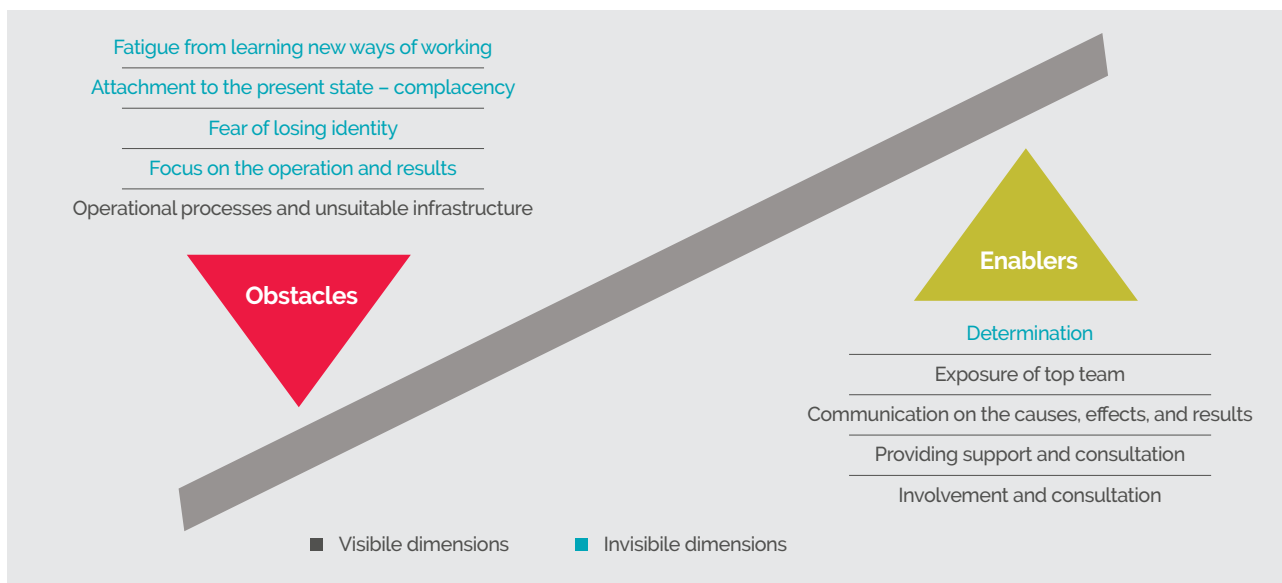 Fatigue from learning new ways of working
Attachment to the present state – complacency
Fear of losing identity
Focus on the operation and results
Operational processes and unsuitable infrastructure
Obstacles
Enablers
Determination
Exposure of top team
Communication on the causes, effects, and results
Providing support and consultation
Involvement and consultation
Visibile dimensions
Invisibile dimensions